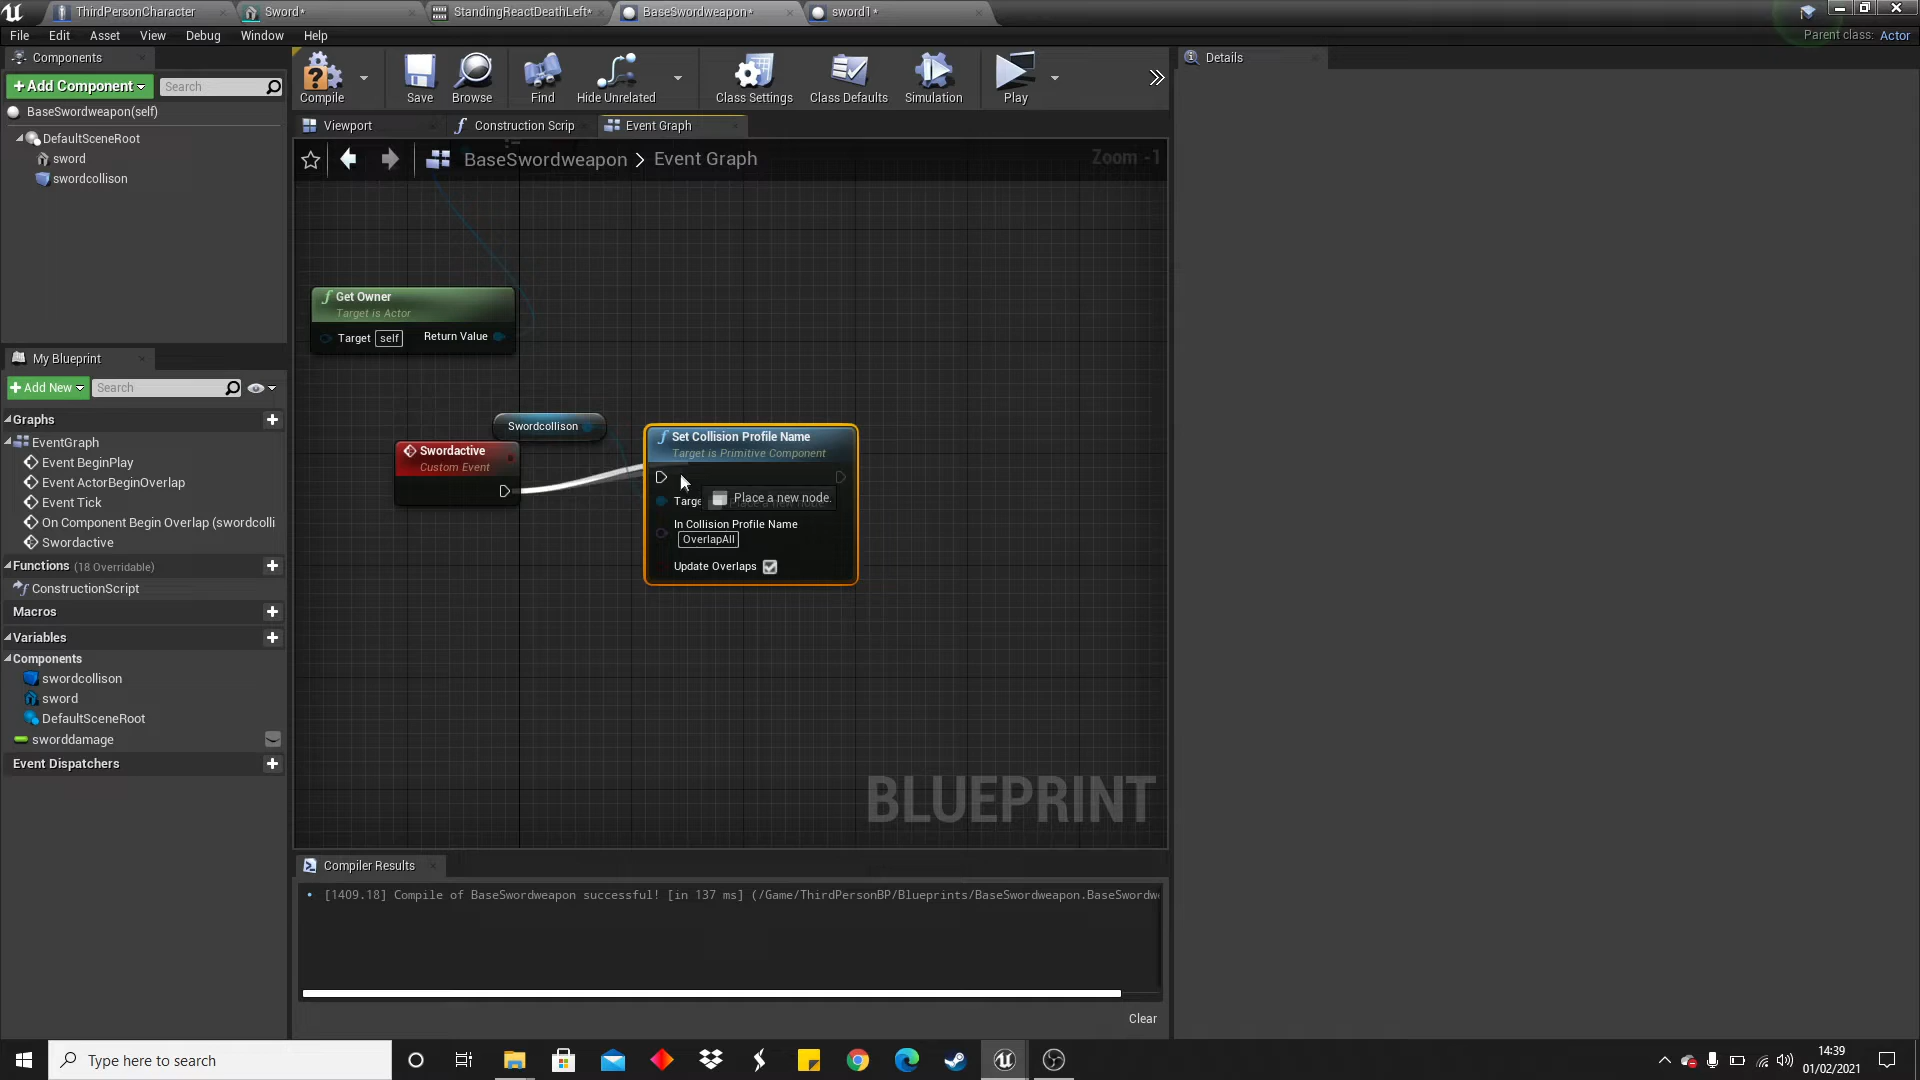 ThirdPersonCharacter
Sword*
StandingReactDeathLeft*
BaseSwordweapon*
sword1*
File Edit Asset View Debug Window Help
Parent class: Actor
Components
Details
+Add Component
Search
BaseSwordweapon(self)
DefaultSceneRoot
sword
swordcollison
Compile
Save
Browse
Find
Hide Unrelated
Class Settings
Class Defaults
Simulation
Play
Viewport
Construction Scrip
Event Graph
BaseSwordweapon > Event Graph
Zoom -1
Get Owner
Target is Actor
Target self
Return Value
Swordcollison
Swordactive
Custom Event
Set Collision Profile Name
Target is Primitive Component
Targe
Place a new node.
In Collision Profile Name
OverlapAll
Update Overlaps
BLUEPRINT
My Blueprint
+Add New
Search
Graphs
EventGraph
Event BeginPlay
Event ActorBeginOverlap
Event Tick
On Component Begin Overlap (swordcolli
Swordactive
Functions (18 Overridable)
ConstructionScript
Macros
Variables
Components
swordcollison
sword
DefaultSceneRoot
sworddamage
Event Dispatchers
Compiler Results
[1409.18] Compile of BaseSwordweapon successful! [in 137 ms] (/Game/ThirdPersonBP/Blueprints/BaseSwordweapon.BaseSwordwe
Clear
Type here to search
14:39
01/02/2021